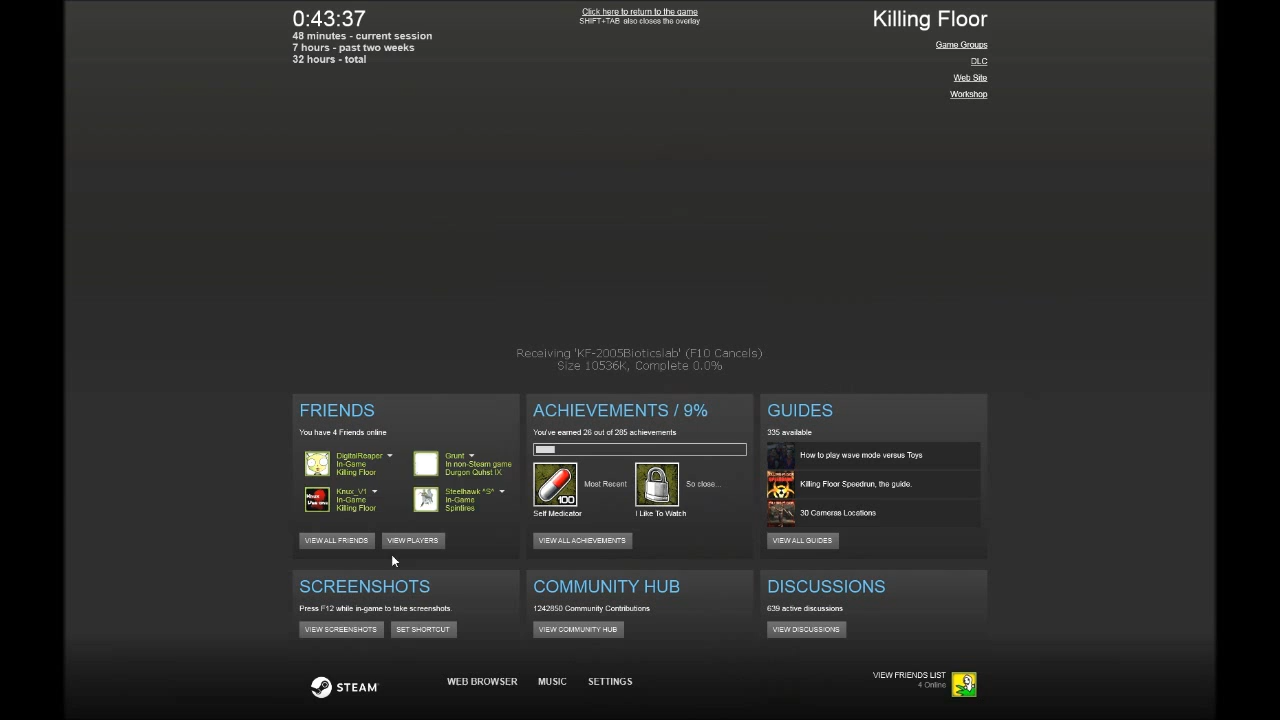 0:43:37
48 minutes - current session
7 hours - past two weeks
32 hours - total
Click here to return to the game
SHIFT+TAB also closes the overlay
Killing Floor
Game Groups
DLC
Web Site
Workshop
Receiving 'KF-2005Bioticslab' (F10 Cancels)
Size 10536K, Complete 0.0%
FRIENDS
You have 4 Friends online
DigitalReaper
In-Game
Killing Floor
Grunt
In non-Steam game
Durgon Quhst IX
Knux_V1
In-Game
Killing Floor
Steelhawk ^S^
In-Game
Spintires
VIEW ALL FRIENDS
VIEW PLAYERS
ACHIEVEMENTS / 9%
You've earned 26 out of 285 achievements
100
Most Recent
So close...
Self Medicator
I Like To Watch
VIEW ALL ACHIEVEMENTS
GUIDES
335 available
How to play wave mode versus Toys
Killing Floor Speedrun, the guide.
30 Cameras Locations
VIEW ALL GUIDES
SCREENSHOTS
Press F12 while in-game to take screenshots.
VIEW SCREENSHOTS
SET SHORTCUT
COMMUNITY HUB
1242850 Community Contributions
VIEW COMMUNITY HUB
DISCUSSIONS
639 active discussions
VIEW DISCUSSIONS
STEAM
WEB BROWSER
MUSIC
SETTINGS
VIEW FRIENDS LIST
4 Online